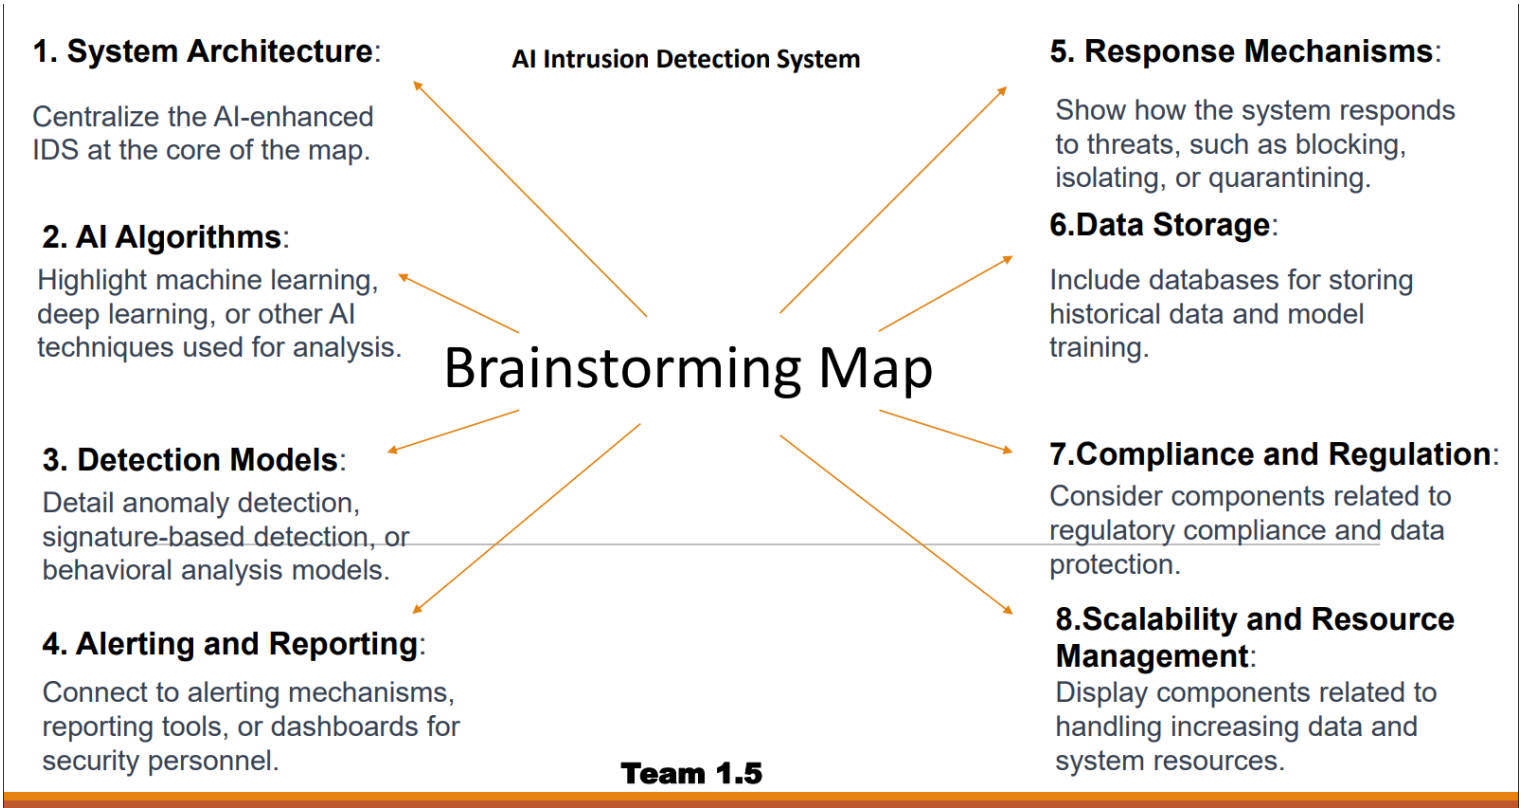 AI Intrusion Detection System
1. System Architecture:
Centralize the AI-enhanced
IDS at the core of the map.
2. AI Algorithms:
Highlight machine learning,
deep learning, or other AI
techniques used for analysis.
Brainstorming Map
3. Detection Models:
Detail anomaly detection,
signature-based detection, or
behavioral analysis models.
4. Alerting and Reporting:
Connect to alerting mechanisms,
reporting tools, or dashboards for
security personnel.
5. Response Mechanisms:
Show how the system responds
to threats, such as blocking,
isolating, or quarantining.
6.Data Storage:
Include databases for storing
historical data and model
training.
7.Compliance and Regulation:
Consider components related to
regulatory compliance and data
protection.
8.Scalability and Resource
Management:
Display components related to
handling increasing data and
system resources.
Team 1.5